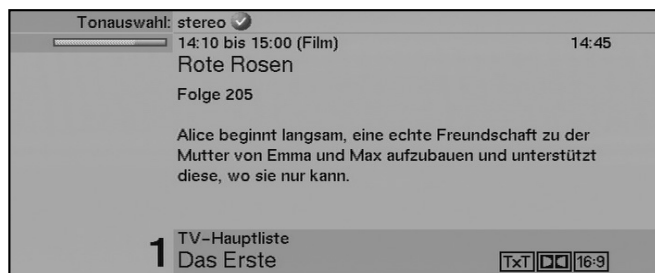 Tonauswahl: stereo
14:10 bis 15:00 (Film) 14:45
Rote Rosen
Folge 205
Alice beginnt langsam, eine echte Freundschaft zu der
Mutter von Emma und Max aufzubauen und unterstützt
diese, wo sie nur kann.
TV-Hauptliste
1 Das Erste TxT 16:9